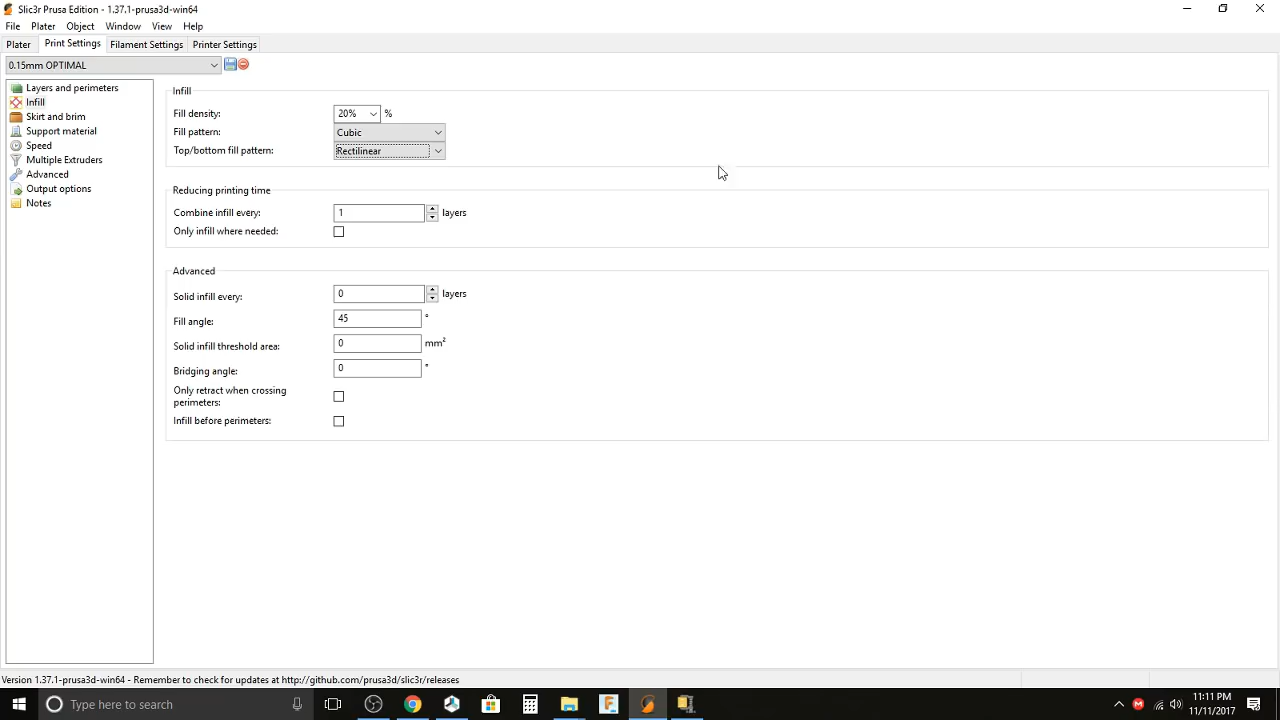 Slic3r Prusa Edition - 1.37.1-prusa3d-win64
File Plater Object Window View Help
Plater Print Settings Filament Settings Printer Settings
0.15mm OPTIMAL
Layers and perimeters
Infill
Skirt and brim
Support material
Speed
Multiple Extruders
Advanced
Output options
Notes
Infill
Fill density: 20% %
Fill pattern: Cubic
Top/bottom fill pattern: Rectilinear
Reducing printing time
Combine infill every: 1 layers
Only infill where needed:
Advanced
Solid infill every: 0 layers
Fill angle: 45 °
Solid infill threshold area: 0 mm²
Bridging angle: 0 °
Only retract when crossing
perimeters:
Infill before perimeters:
Version 1.37.1-prusa3d-win64 - Remember to check for updates at http://github.com/prusa3d/slic3r/releases
Type here to search
11:11 PM
11/11/2017